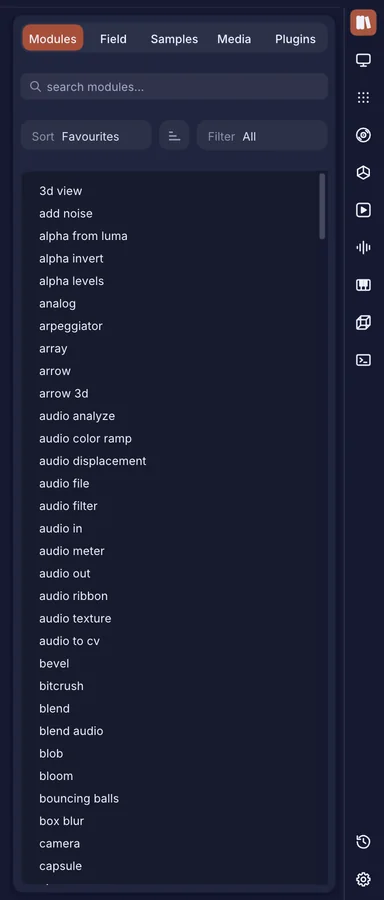 Modules Field Samples Media Plugins
search modules...
Sort Favourites Filter All
3d view
add noise
alpha from luma
alpha invert
alpha levels
analog
arpeggiator
array
arrow
arrow 3d
audio analyze
audio color ramp
audio displacement
audio file
audio filter
audio in
audio meter
audio out
audio ribbon
audio texture
audio to cv
bevel
bitcrush
blend
blend audio
blob
bloom
bouncing balls
box blur
camera
capsule